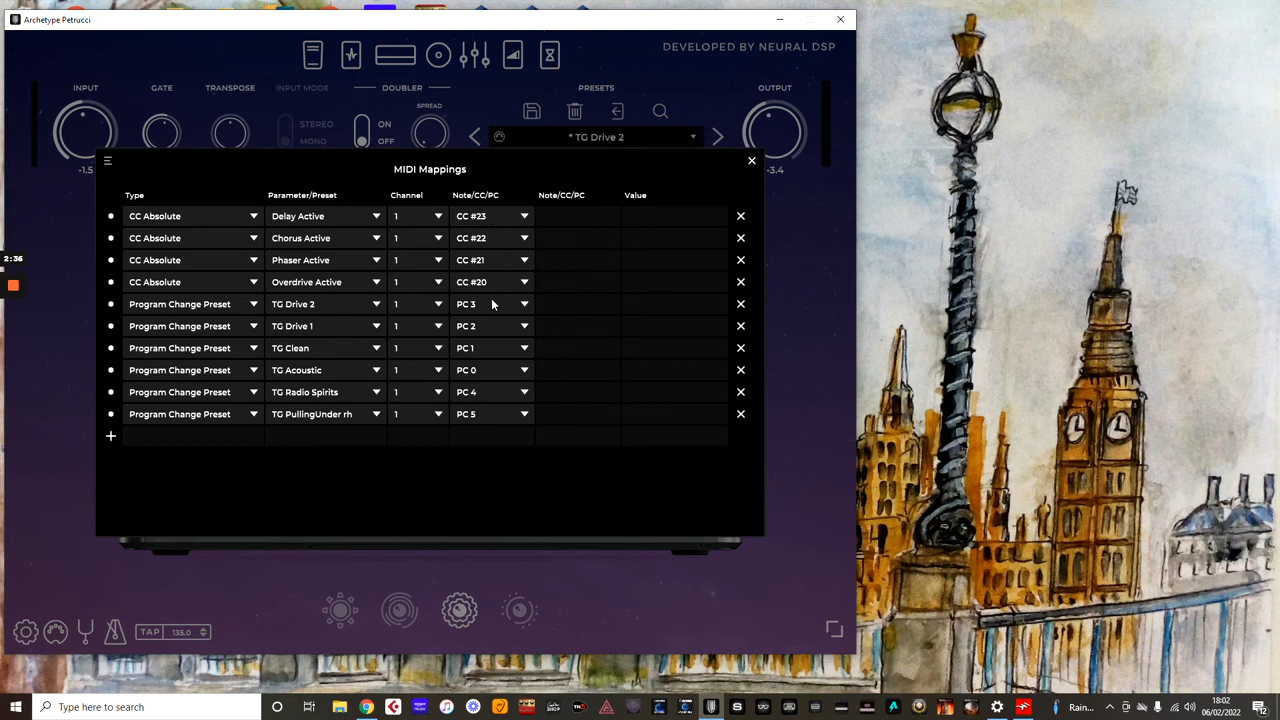 Archetype Petrucci
DEVELOPED BY NEURAL DSP
INPUT
GATE
TRANSPOSE
INPUT MODE
DOUBLER
PRESETS
OUTPUT
SPREAD
STEREO
MONO
ON
OFF
* TG Drive 2
-1.5
-3.4
MIDI Mappings
Type Parameter/Preset Channel Note/CC/PC Note/CC/PC Value
CC Absolute Delay Active 1 CC #23
CC Absolute Chorus Active 1 CC #22
CC Absolute Phaser Active 1 CC #21
CC Absolute Overdrive Active 1 CC #20
Program Change Preset TG Drive 2 1 PC 3
Program Change Preset TG Drive 1 1 PC 2
Program Change Preset TG Clean 1 PC 1
Program Change Preset TG Acoustic 1 PC 0
Program Change Preset TG Radio Spirits 1 PC 4
Program Change Preset TG PullingUnder rh 1 PC 5
2:36
TAP 135.0
Type here to search
Rain...
18:02
06/02/2022
12